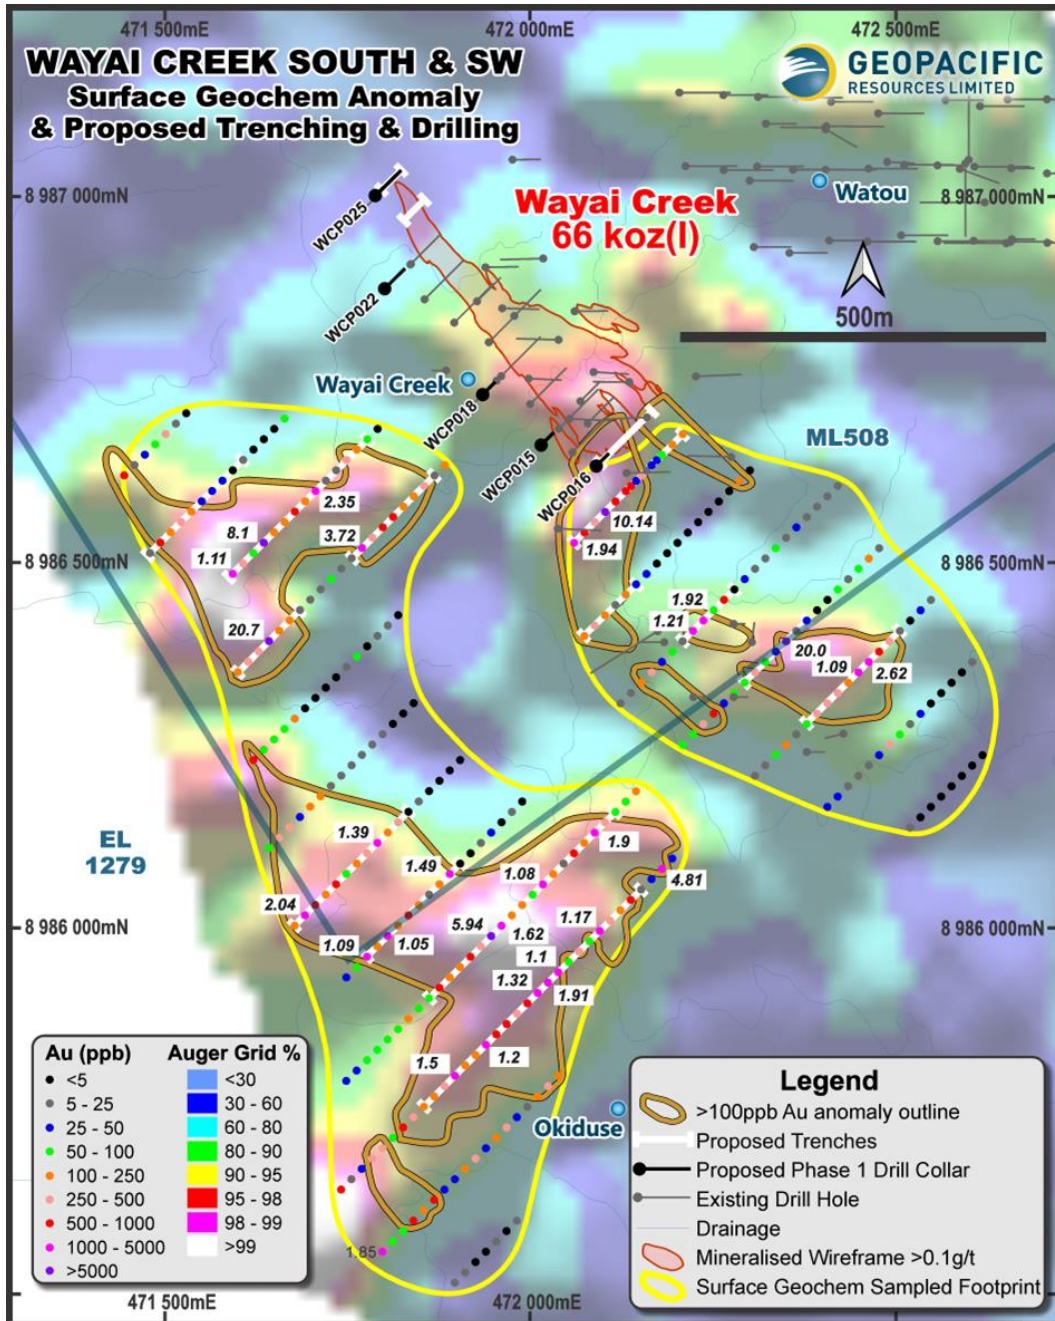 471 500mE
472 000mE
472 500mE
WAYAI CREEK SOUTH & SW
Surface Geochem Anomaly
& Proposed Trenching & Drilling
GEOPACIFIC
RESOURCES LIMITED
8 987 000mN
8 987 000mN
WCP025
Wayai Creek
66 koz(I)
Watou
WCP022
500m
Wayai Creek
WCP018
ML508
WCP015
WCP016
2.35
8.1
3.72
1.11
10.14
1.94
8 986 500mN
8 986 500mN
1.92
1.21
20.7
20.0
1.09
2.62
EL
1279
1.39
1.9
1.49
1.08
4.81
2.04
5.94
1.17
1.62
8 986 000mN
8 986 000mN
1.09
1.05
1.1
1.32
1.91
1.5
1.2
Okiduse
1.85
Au (ppb)
<5
5 - 25
25 - 50
50 - 100
100 - 250
250 - 500
500 - 1000
1000 - 5000
>5000
Auger Grid %
<30
30 - 60
60 - 80
80 - 90
90 - 95
95 - 98
98 - 99
>99
Legend
>100ppb Au anomaly outline
Proposed Trenches
Proposed Phase 1 Drill Collar
Existing Drill Hole
Drainage
Mineralised Wireframe >0.1g/t
Surface Geochem Sampled Footprint
471 500mE
472 000mE